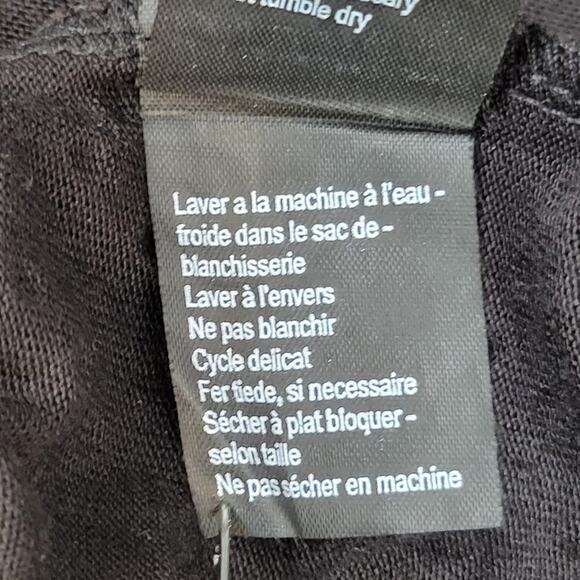 tumble dry
Laver a la machine à l'eau -
froide dans le sac de -
blanchisserie
Laver à l'envers
Ne pas blanchir
Cycle delicat
Fer tiede, si necessaire
Sécher à plat bloquer -
selon taille
Ne pas sécher en machine